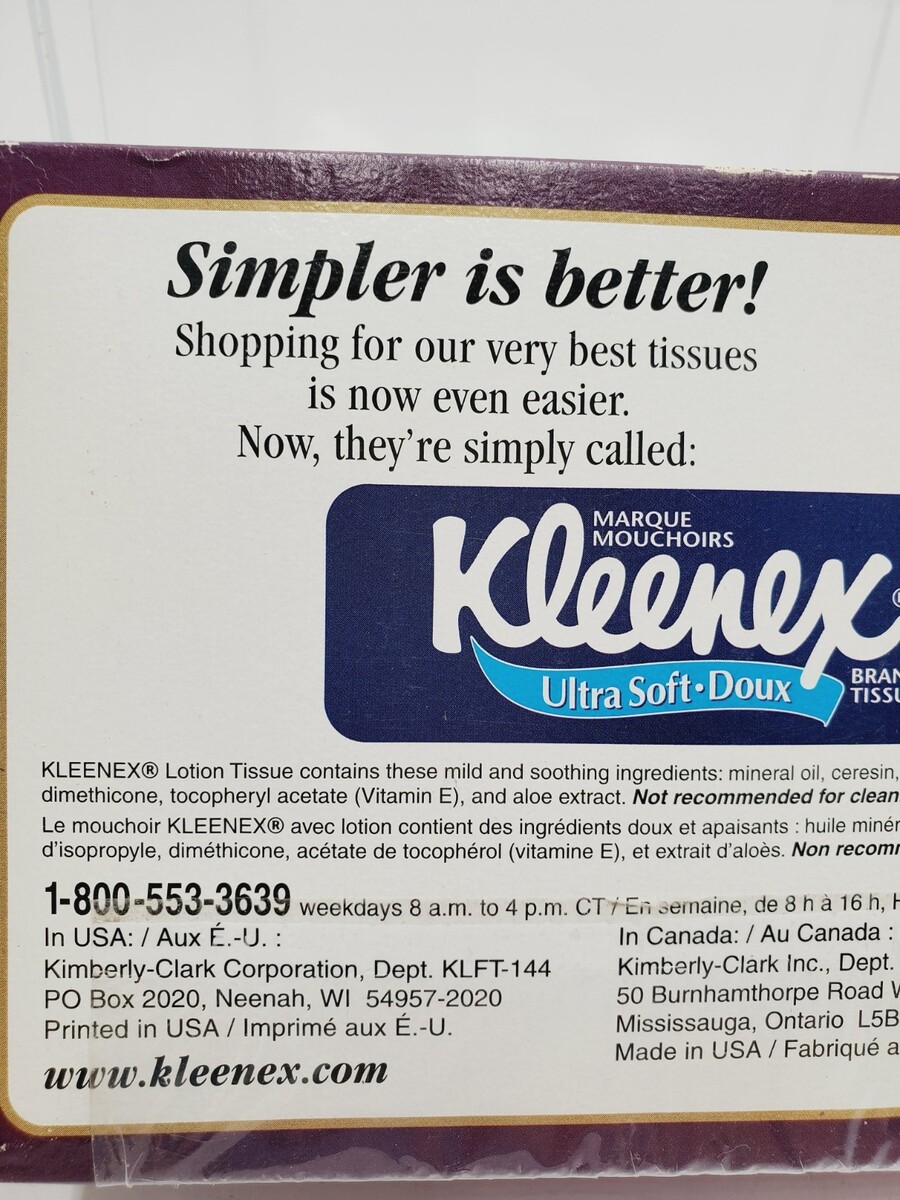 Simpler is better!
Shopping for our very best tissues
is now even easier.
Now, they're simply called:
MARQUE
MOUCHOIRS
Kleenex®
Ultra Soft•Doux
KLEENEX® Lotion Tissue contains these mild and soothing ingredients: mineral oil, ceresin,
dimethicone, tocopheryl acetate (Vitamin E), and aloe extract. Not recommended for
Le mouchoir KLEENEX® avec lotion contient des ingrédients doux et apaisants : huile
d'isopropyle, diméthicone, acétate de tocophérol (vitamine E), et extrait d'aloès. Non
1-800-553-3639 weekdays 8 a.m. to 4 p.m. CT / En semaine, de 8 h à 16 h,
In USA: / Aux É.-U. :
Kimberly-Clark Corporation, Dept. KLFT-144
PO Box 2020, Neenah, WI 54957-2020
Printed in USA / Imprimé aux É.-U.
www.kleenex.com
In Canada: / Au Canada :
Kimberly-Clark Inc., Dept.
50 Burnhamthorpe Road
Mississauga, Ontario L5B
Made in USA / Fabriqué